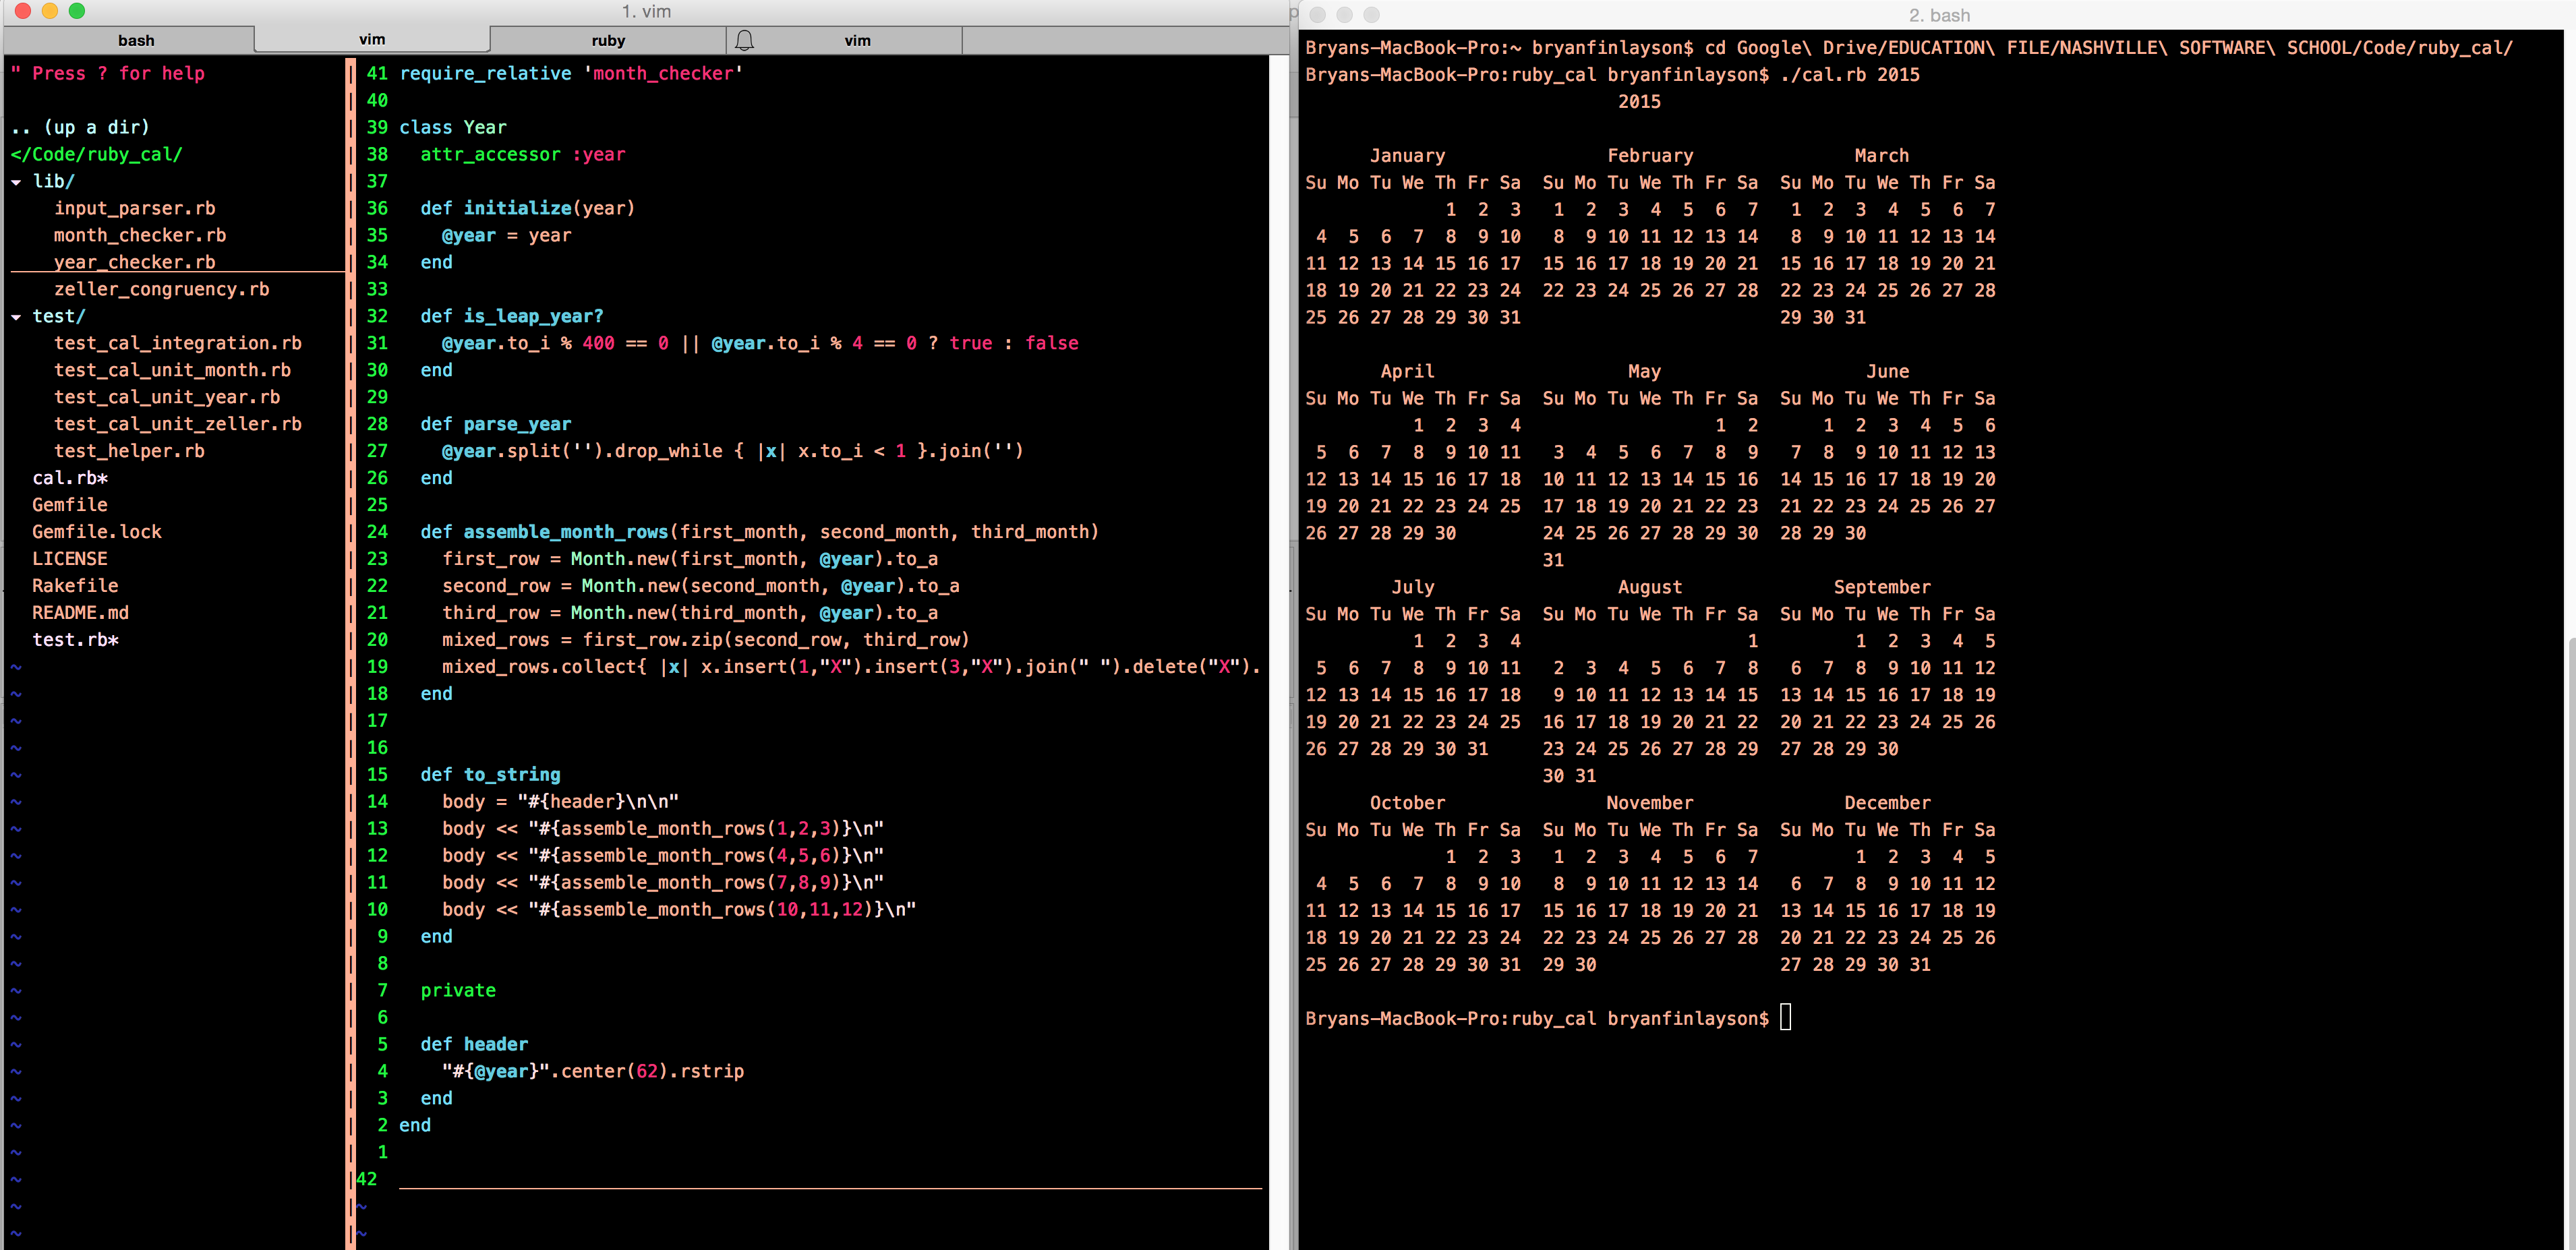 1. vim
bash
vim
ruby
vim
" Press ? for help
.. (up a dir)
</Code/ruby_cal/
▾ lib/
input_parser.rb
month_checker.rb
year_checker.rb
zeller_congruency.rb
▾ test/
test_cal_integration.rb
test_cal_unit_month.rb
test_cal_unit_year.rb
test_cal_unit_zeller.rb
test_helper.rb
cal.rb*
Gemfile
Gemfile.lock
LICENSE
Rakefile
README.md
test.rb*
41 require_relative 'month_checker'
40
39 class Year
38   attr_accessor :year
37
36   def initialize(year)
35     @year = year
34   end
33
32   def is_leap_year?
31     @year.to_i % 400 == 0 || @year.to_i % 4 == 0 ? true : false
30   end
29
28   def parse_year
27     @year.split('').drop_while { |x| x.to_i < 1 }.join('')
26   end
25
24   def assemble_month_rows(first_month, second_month, third_month)
23     first_row = Month.new(first_month, @year).to_a
22     second_row = Month.new(second_month, @year).to_a
21     third_row = Month.new(third_month, @year).to_a
20     mixed_rows = first_row.zip(second_row, third_row)
19     mixed_rows.collect{ |x| x.insert(1,"X").insert(3,"X").join(" ").delete("X").
18   end
17
16
15   def to_string
14     body = "#{header}\n\n"
13     body << "#{assemble_month_rows(1,2,3)}\n"
12     body << "#{assemble_month_rows(4,5,6)}\n"
11     body << "#{assemble_month_rows(7,8,9)}\n"
10     body << "#{assemble_month_rows(10,11,12)}\n"
9   end
8
7   private
6
5   def header
4     "#{@year}".center(62).rstrip
3   end
2 end
1
42
2. bash
Bryans-MacBook-Pro:~ bryanfinlayson$ cd Google\ Drive/EDUCATION\ FILE/NASHVILLE\ SOFTWARE\ SCHOOL/Code/ruby_cal/
Bryans-MacBook-Pro:ruby_cal bryanfinlayson$ ./cal.rb 2015
                             2015

      January               February               March
Su Mo Tu We Th Fr Sa  Su Mo Tu We Th Fr Sa  Su Mo Tu We Th Fr Sa
             1  2  3   1  2  3  4  5  6  7   1  2  3  4  5  6  7
 4  5  6  7  8  9 10   8  9 10 11 12 13 14   8  9 10 11 12 13 14
11 12 13 14 15 16 17  15 16 17 18 19 20 21  15 16 17 18 19 20 21
18 19 20 21 22 23 24  22 23 24 25 26 27 28  22 23 24 25 26 27 28
25 26 27 28 29 30 31                        29 30 31

       April                  May                   June
Su Mo Tu We Th Fr Sa  Su Mo Tu We Th Fr Sa  Su Mo Tu We Th Fr Sa
          1  2  3  4                  1  2      1  2  3  4  5  6
 5  6  7  8  9 10 11   3  4  5  6  7  8  9   7  8  9 10 11 12 13
12 13 14 15 16 17 18  10 11 12 13 14 15 16  14 15 16 17 18 19 20
19 20 21 22 23 24 25  17 18 19 20 21 22 23  21 22 23 24 25 26 27
26 27 28 29 30        24 25 26 27 28 29 30  28 29 30
                      31
        July                 August              September
Su Mo Tu We Th Fr Sa  Su Mo Tu We Th Fr Sa  Su Mo Tu We Th Fr Sa
          1  2  3  4                     1         1  2  3  4  5
 5  6  7  8  9 10 11   2  3  4  5  6  7  8   6  7  8  9 10 11 12
12 13 14 15 16 17 18   9 10 11 12 13 14 15  13 14 15 16 17 18 19
19 20 21 22 23 24 25  16 17 18 19 20 21 22  20 21 22 23 24 25 26
26 27 28 29 30 31     23 24 25 26 27 28 29  27 28 29 30
                      30 31
      October               November              December
Su Mo Tu We Th Fr Sa  Su Mo Tu We Th Fr Sa  Su Mo Tu We Th Fr Sa
             1  2  3   1  2  3  4  5  6  7         1  2  3  4  5
 4  5  6  7  8  9 10   8  9 10 11 12 13 14   6  7  8  9 10 11 12
11 12 13 14 15 16 17  15 16 17 18 19 20 21  13 14 15 16 17 18 19
18 19 20 21 22 23 24  22 23 24 25 26 27 28  20 21 22 23 24 25 26
25 26 27 28 29 30 31  29 30                 27 28 29 30 31

Bryans-MacBook-Pro:ruby_cal bryanfinlayson$